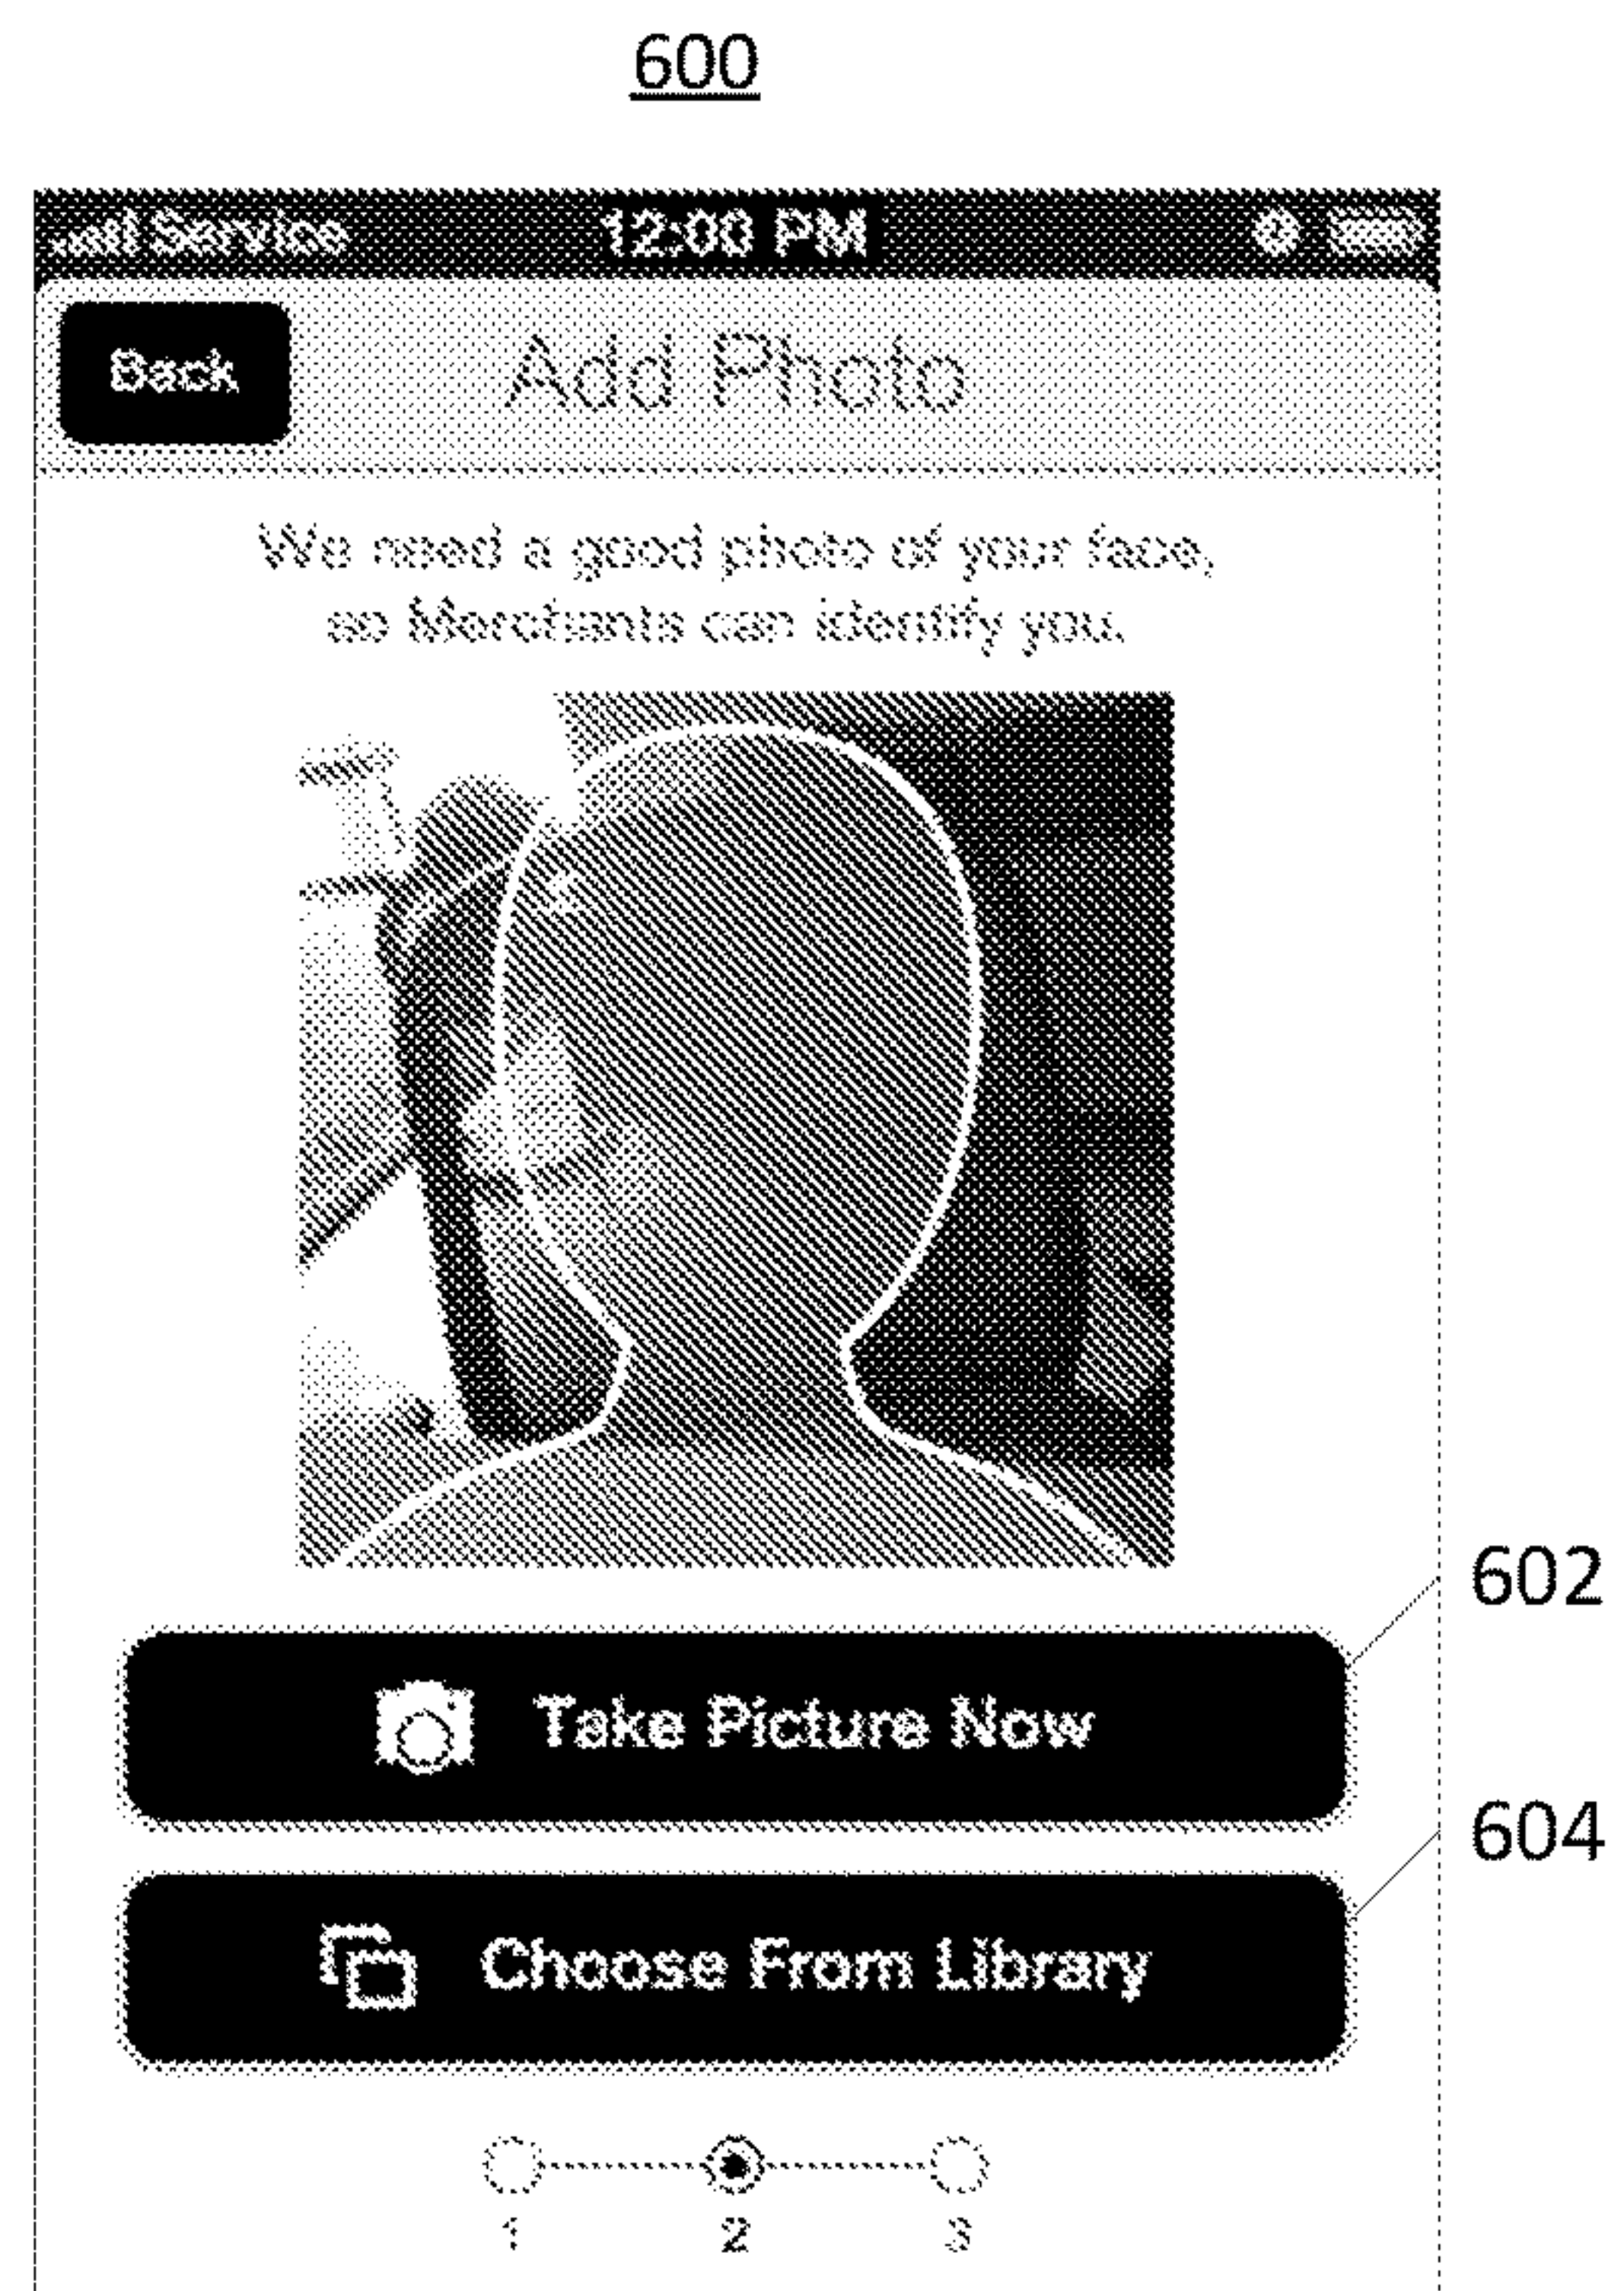 600
Service 12:00 PM
Back Add Photo
We need a good photo of your face,
so Merchants can identify you.
602
Take Picture Now
604
Choose From Library
1 2 3